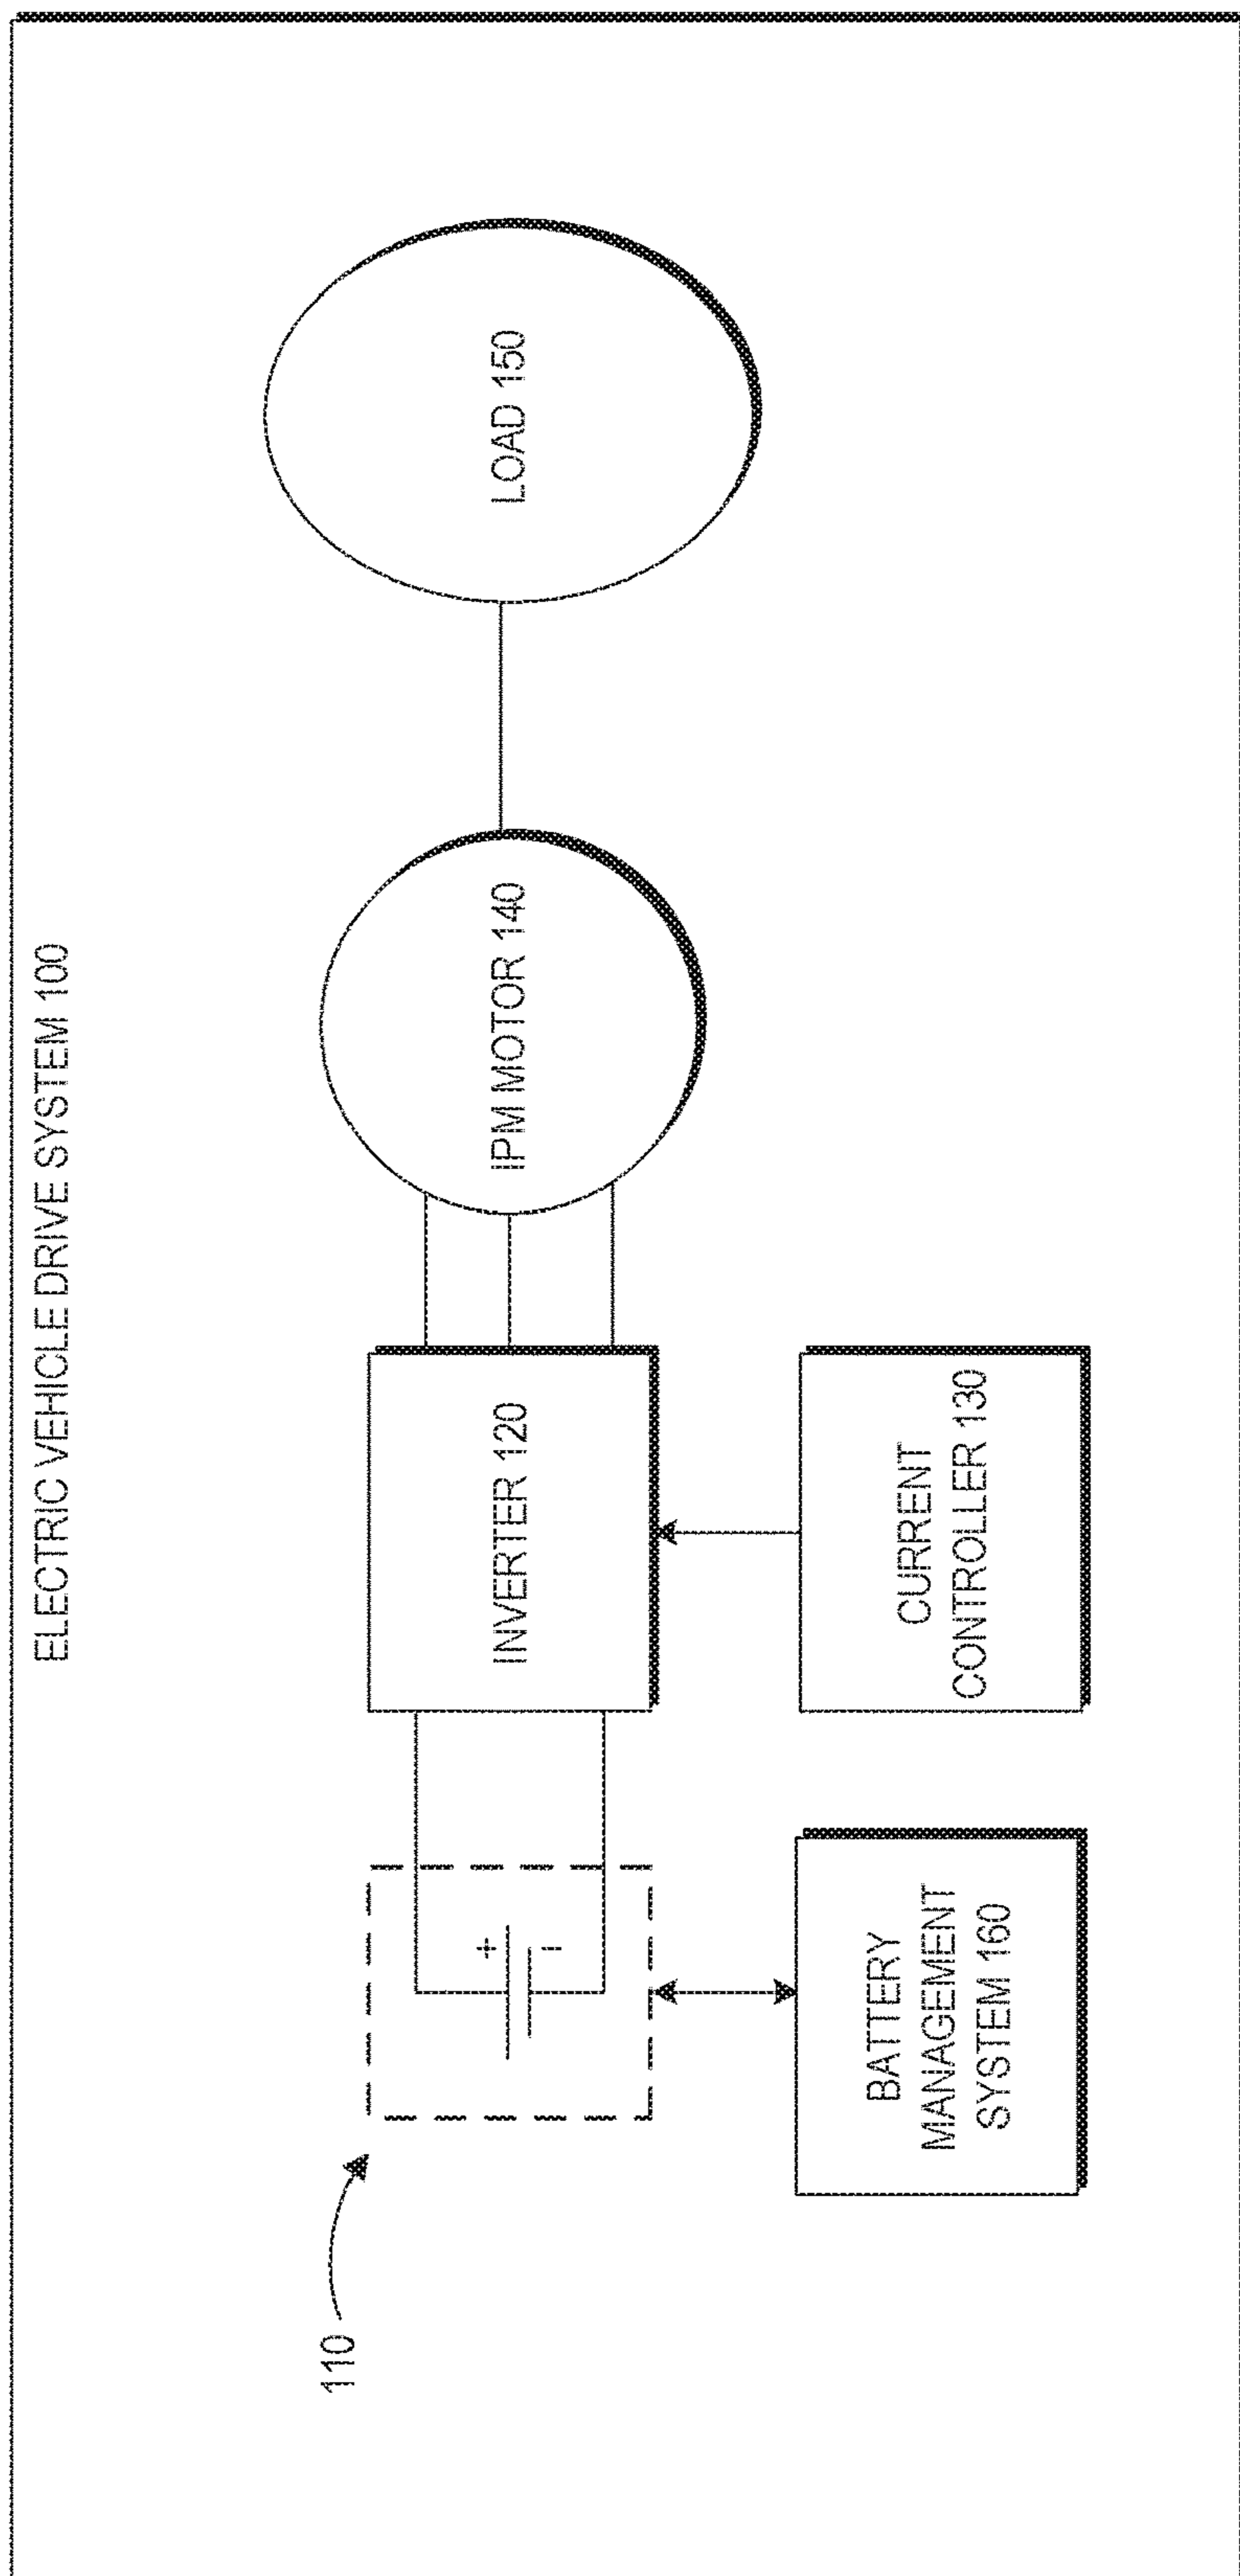 ELECTRIC VEHICLE DRIVE SYSTEM 100
110
+
-
INVERTER 120
IPM MOTOR 140
LOAD 150
BATTERY
MANAGEMENT
SYSTEM 160
CURRENT
CONTROLLER 130